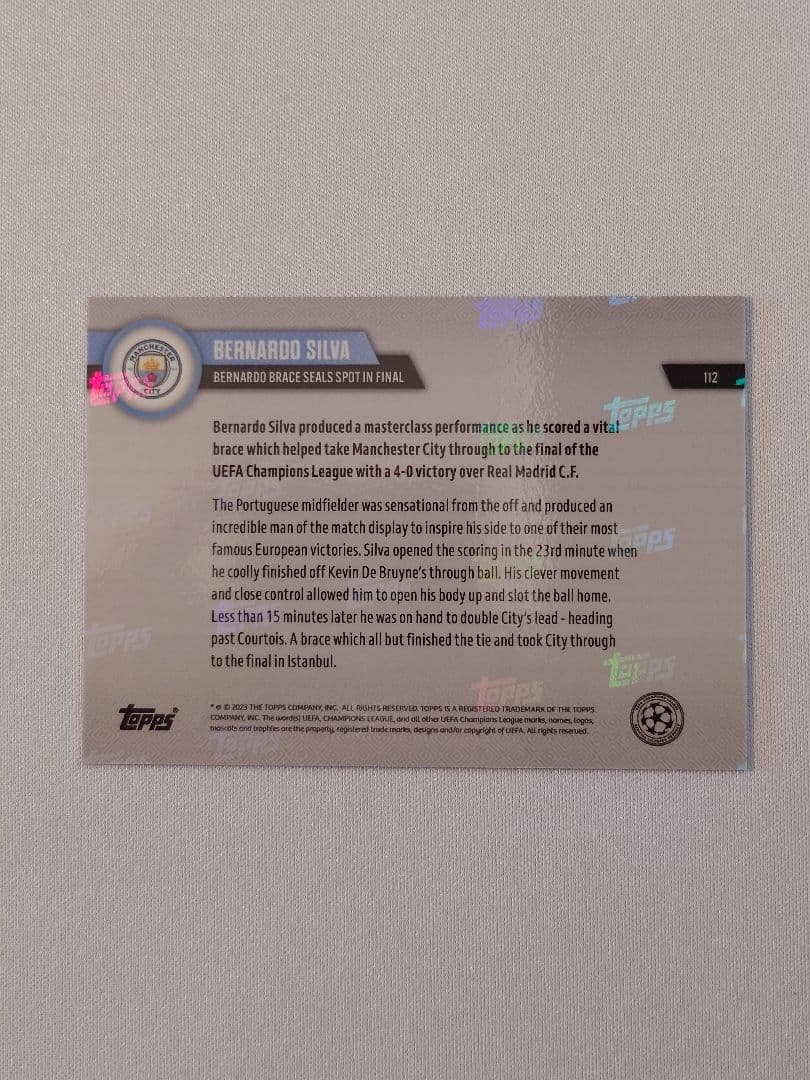 MANCHESTER
CITY
BERNARDO SILVA
BERNARDO BRACE SEALS SPOT IN FINAL
112
Bernardo Silva produced a masterclass performance as he scored a vital
brace which helped take Manchester City through to the final of the
UEFA Champions League with a 4-0 victory over Real Madrid C.F.
The Portuguese midfielder was sensational from the off and produced an
incredible man of the match display to inspire his side to one of their most
famous European victories. Silva opened the scoring in the 23rd minute when
he coolly finished off Kevin De Bruyne's through ball. His clever movement
and close control allowed him to open his body up and slot the ball home.
Less than 15 minutes later he was on hand to double City's lead - heading
past Courtois. A brace which all but finished the tie and took City through
to the final in Istanbul.
Topps®
* © 2023 THE TOPPS COMPANY, INC. ALL RIGHTS RESERVED. TOPPS IS A REGISTERED TRADEMARK OF THE TOPPS
COMPANY, INC. The word(s) UEFA, CHAMPIONS LEAGUE, and all other UEFA Champions League marks, names, logos,
mascots and trophies are the property, registered trade marks, designs and/or copyright of UEFA. All rights reserved.
Topps
Topps
Topps
Topps
Topps
Topps
Topps